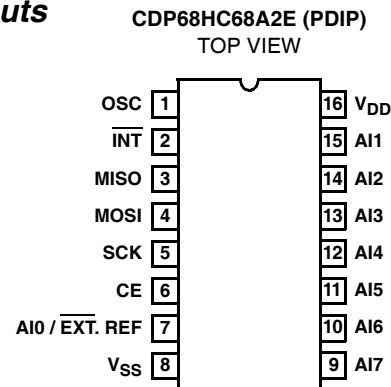 uts
CDP68HC68A2E (PDIP)
TOP VIEW
OSC 1 16 VDD
INT 2 15 AI1
MISO 3 14 AI2
MOSI 4 13 AI3
SCK 5 12 AI4
CE 6 11 AI5
AI0 / EXT. REF 7 10 AI6
VSS 8 9 AI7